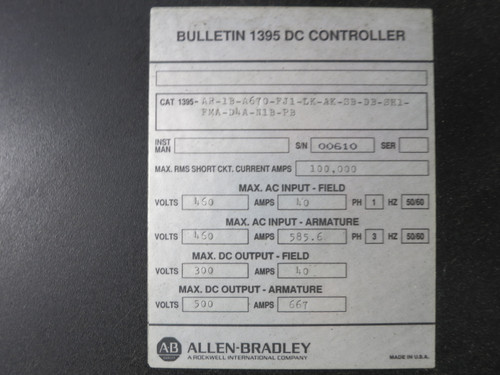 BULLETIN 1395 DC CONTROLLER
CAT 1395-
INST MAN S/N 00610 SER
MAX. RMS SHORT CKT. CURRENT AMPS 100,000
MAX. AC INPUT - FIELD
VOLTS 460 AMPS 40 PH 1 HZ 50/60
MAX. AC INPUT - ARMATURE
VOLTS 460 AMPS 585.6 PH 3 HZ 50/60
MAX. DC OUTPUT - FIELD
VOLTS 300 AMPS 40
MAX. DC OUTPUT - ARMATURE
VOLTS 500 AMPS 667
AB ALLEN-BRADLEY
A ROCKWELL INTERNATIONAL COMPANY MADE IN U.S.A.